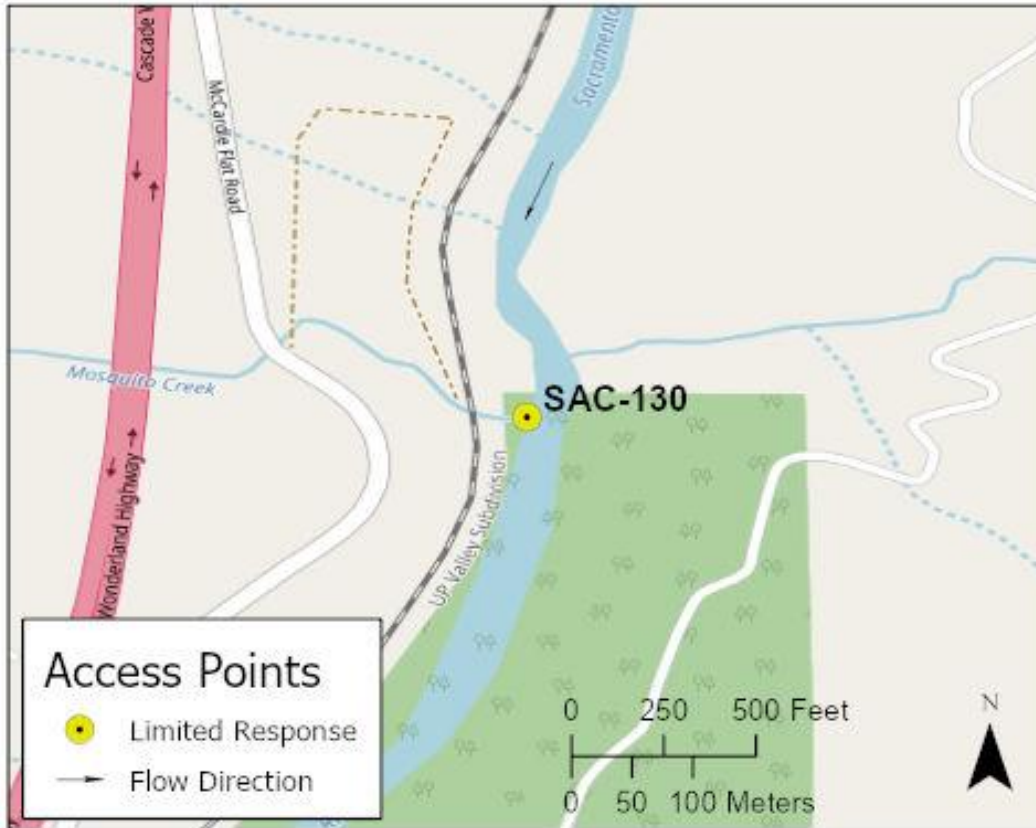 Cascade
McCardle Flat Road
Sacramento
Mosquito Creek
SAC-130
Wonderland Highway
UP Valley Subdivision
Access Points
Limited Response
Flow Direction
0 250 500 Feet
0 50 100 Meters
N